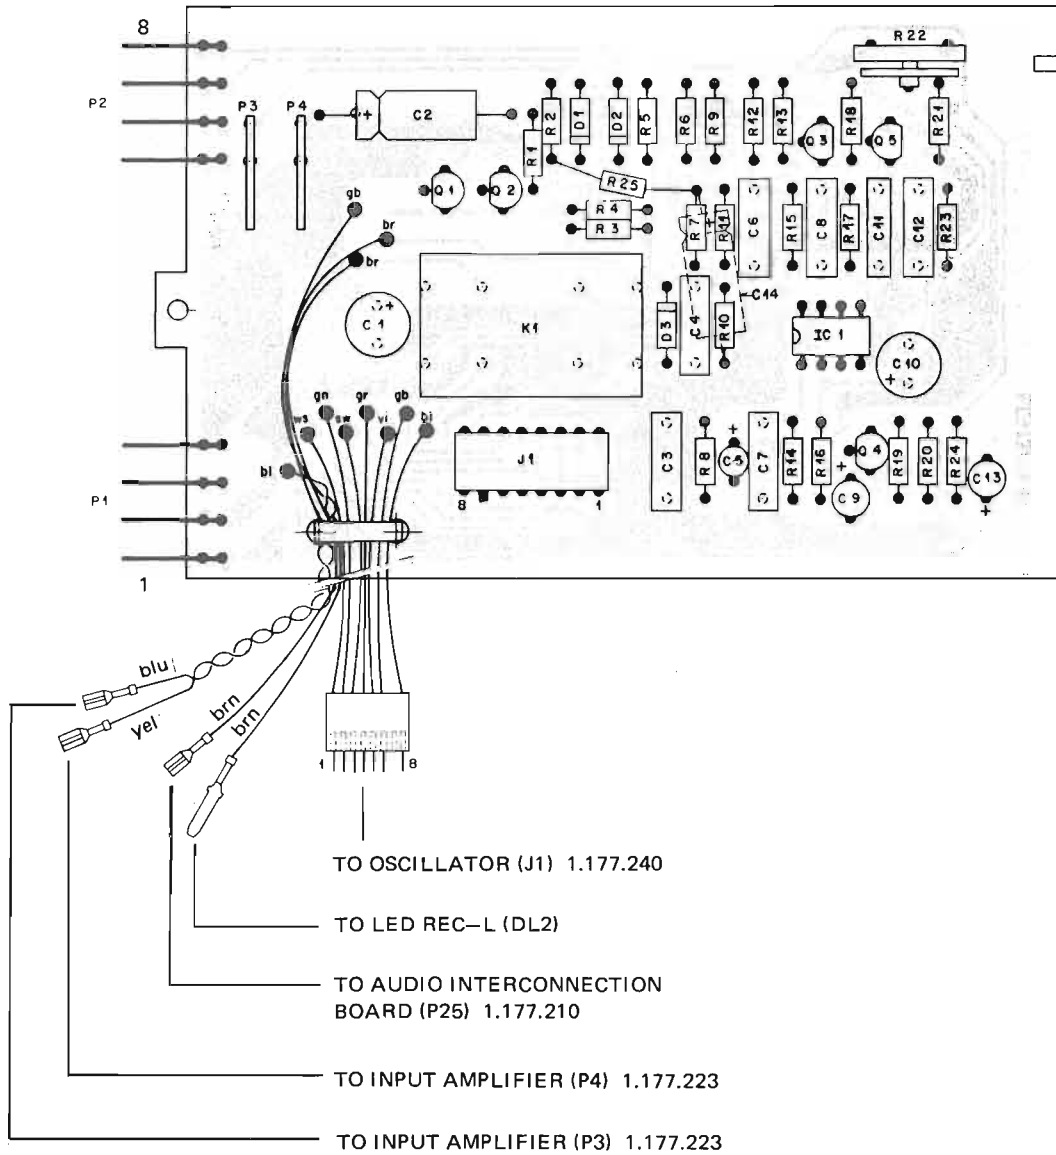 8
R 22
P2
P3
P4
C2
R1
R2
D1
D2
R5
R6
R9
R12
R13
Q3
R18
Q5
R21
R25
Q1
Q2
gb
R4
R3
R7
+
R11
C6
R15
C8
R17
C11
C12
R23
br
br
C14
C1
+
K1
D3
C4
R10
IC1
C10
+
gn
gr
gb
ws
sw
vi
bl
bl
J1
8
1
C3
R8
+
C5
C7
R14
R16
Q4
+
C9
R19
R20
R24
C13
+
P1
1
blu
yel
brn
brn
1
8
TO OSCILLATOR (J1) 1.177.240
TO LED REC–L (DL2)
TO AUDIO INTERCONNECTION
BOARD (P25) 1.177.210
TO INPUT AMPLIFIER (P4) 1.177.223
TO INPUT AMPLIFIER (P3) 1.177.223